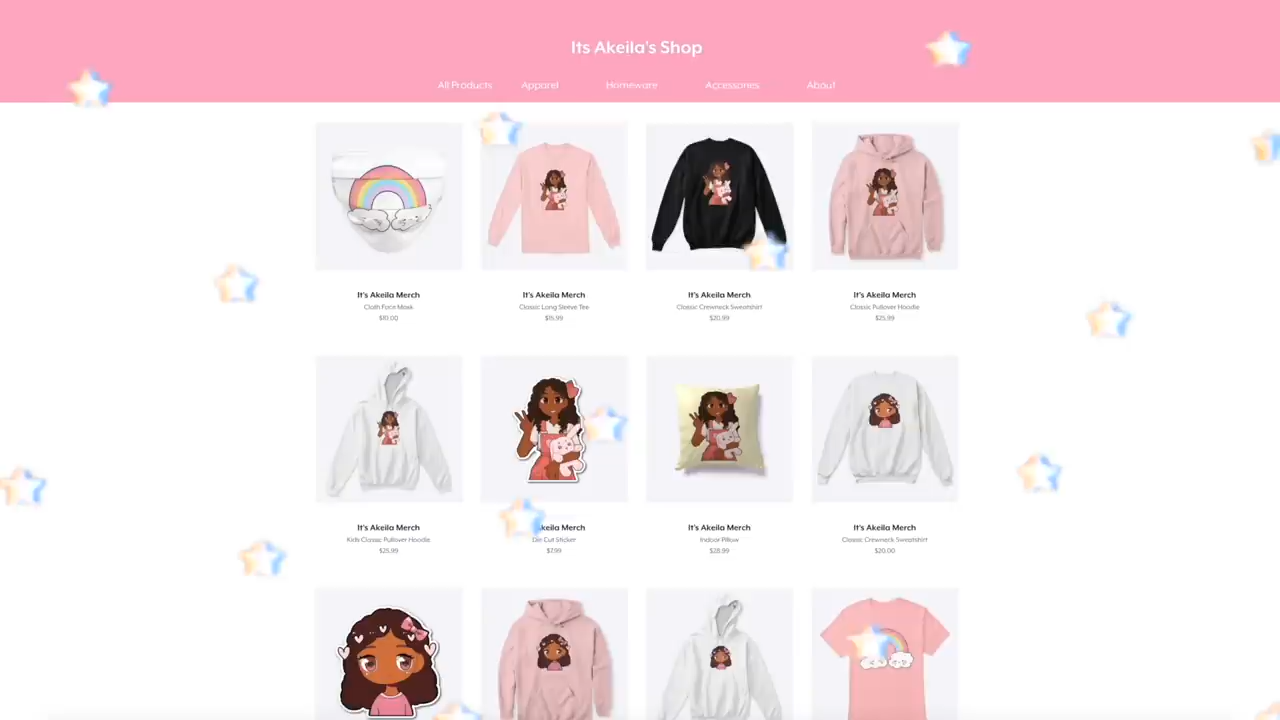 Its Akeila's Shop
All Products Apparel Homeware Accessories About
It's Akeila Merch It's Akeila Merch It's Akeila Merch It's Akeila Merch
Cloth Face Mask Classic Long Sleeve Tee Classic Crewneck Sweatshirt Classic Pullover Hoodie
$10.00 $15.99 $20.99 $25.99
It's Akeila Merch keila Merch It's Akeila Merch It's Akeila Merch
Kids Classic Pullover Hoodie Die Cut Sticker Indoor Pillow Classic Crewneck Sweatshirt
$25.99 $7.99 $28.99 $20.00